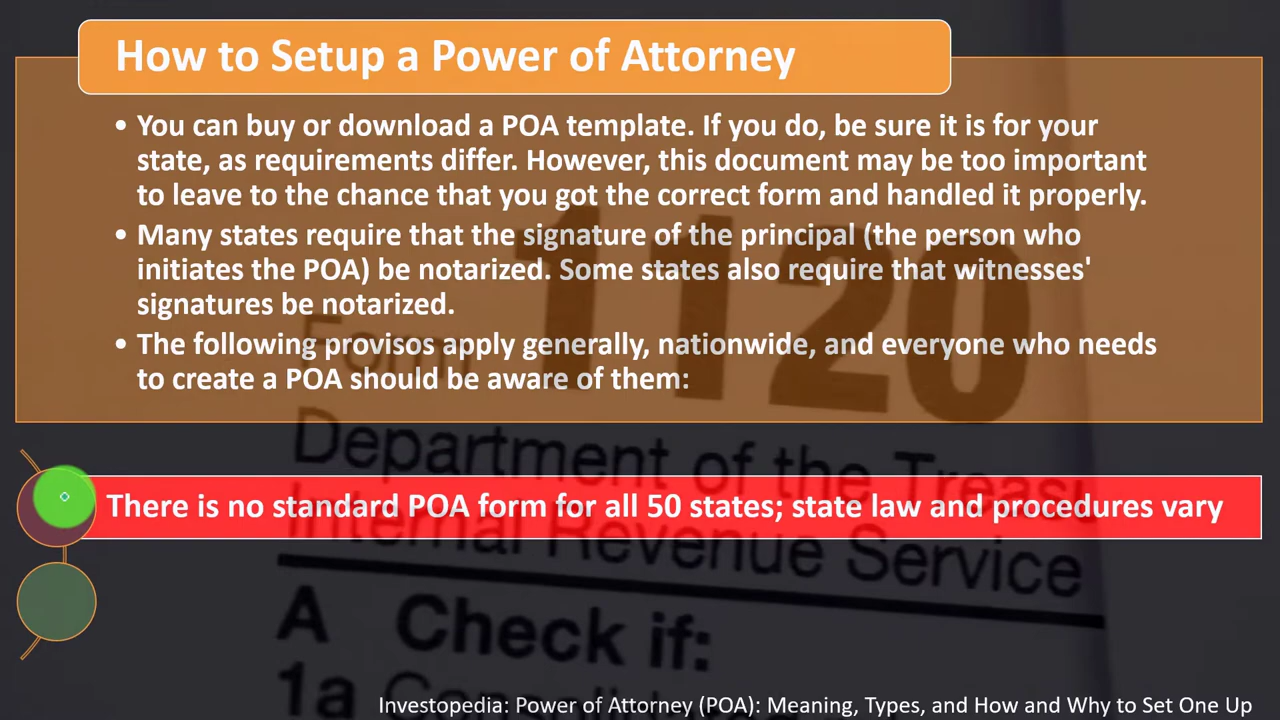 How to Setup a Power of Attorney
• You can buy or download a POA template. If you do, be sure it is for your
state, as requirements differ. However, this document may be too important
to leave to the chance that you got the correct form and handled it properly.
• Many states require that the signature of the principal (the person who
initiates the POA) be notarized. Some states also require that witnesses'
signatures be notarized.
• The following provisos apply generally, nationwide, and everyone who needs
to create a POA should be aware of them:
Form 1120
Department of the Treasury
There is no standard POA form for all 50 states; state law and procedures vary
Internal Revenue Service
A Check if:
1a
Investopedia: Power of Attorney (POA): Meaning, Types, and How and Why to Set One Up